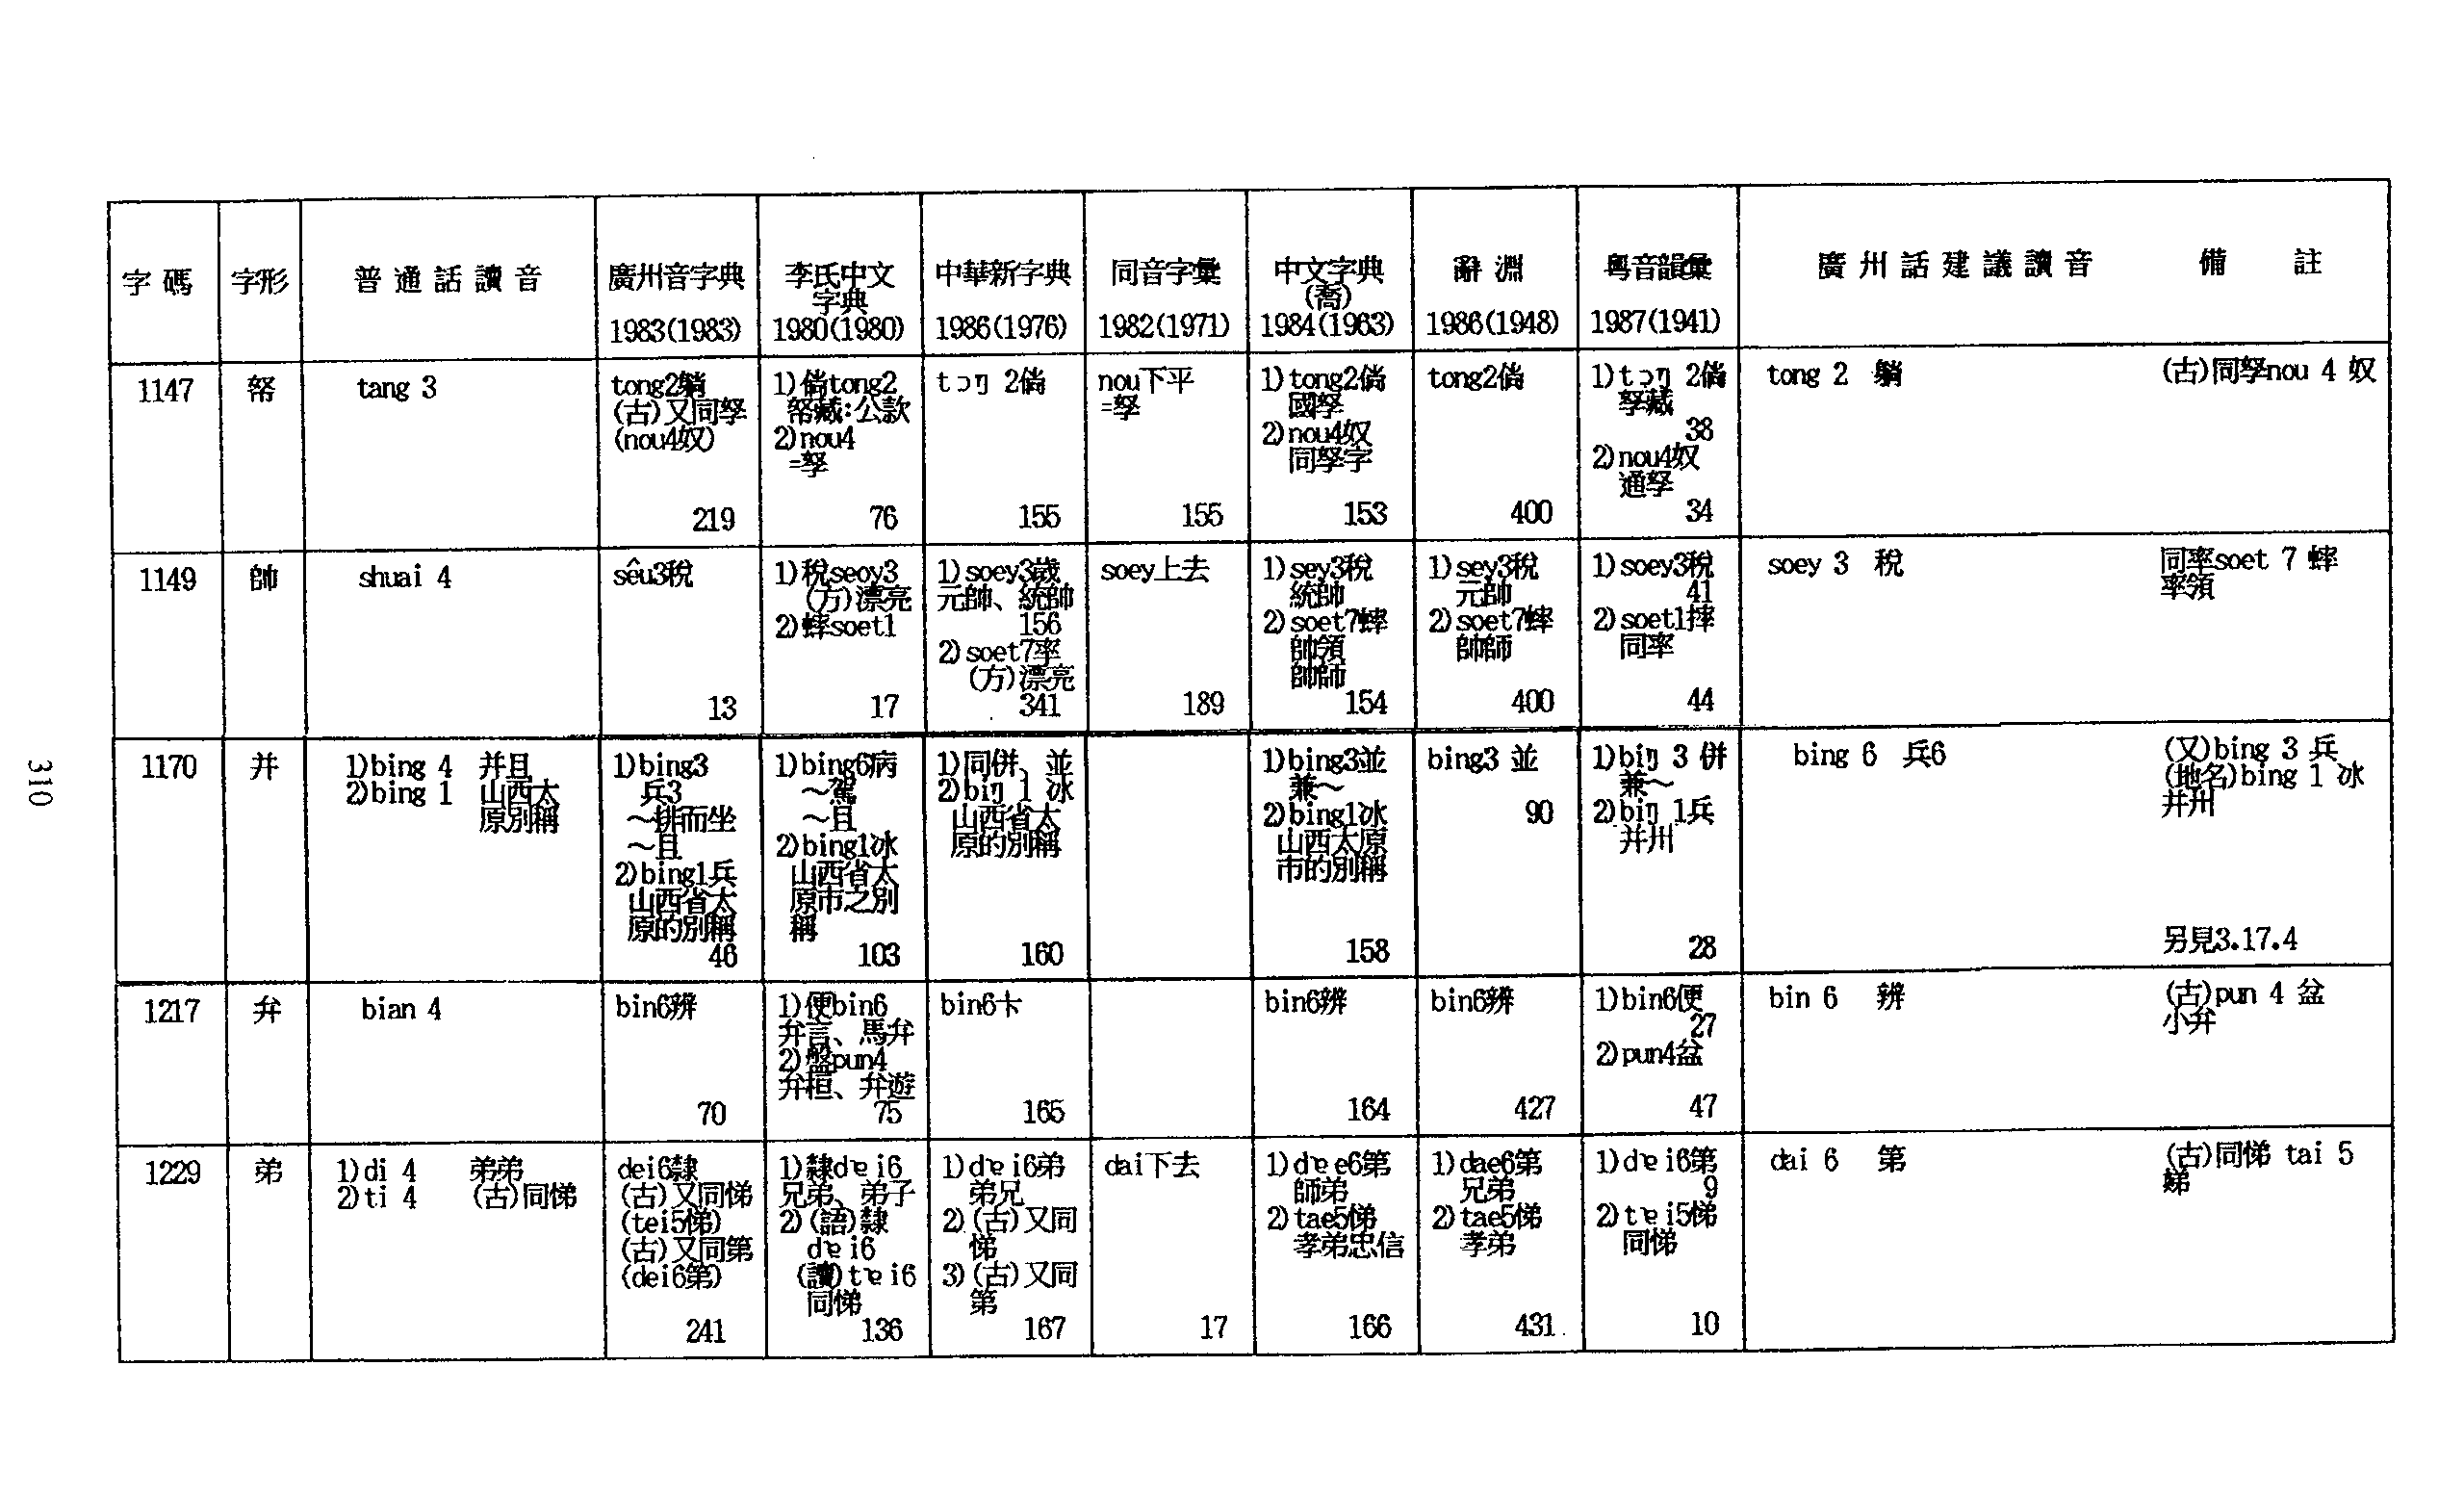 字碼 字形 普通話讀音 廣州音字典 1983(1983) 李氏中文字典 1980(1980) 中華新字典 1986(1976) 同音字彙 1982(1971) 中文字典(喬) 1984(1963) 辭淵 1986(1948) 粵音韻彙 1987(1941) 廣州話建議讀音 備註
1147
帑
tang 3
tong2躺
(古)又同孥
(nou4奴)
219
1)倘tong2
帑藏:公款
2)nou4
=孥
76
tɔŋ 2倘
155
nou下平
=孥
155
1)tong2倘
國孥
2)nou4奴
同孥字
153
tong2倘
400
1)tɔŋ 2倘
孥藏
38
2)nou4奴
通孥
34
tong 2 躺
(古)同孥nou 4 奴
1149
帥
shuai 4
sêu3稅
13
1)稅seoy3
(方)漂亮
2)蟀soet1
17
1)soey3歲
元帥、統帥
156
2)soet7率
(方)漂亮
341
soey上去
189
1)sey3稅
統帥
2)soet7蟀
帥領
帥師
154
1)sey3稅
元帥
2)soet7蟀
帥師
400
1)soey3稅
41
2)soet1摔
同率
44
soey 3 稅
同率soet 7 蟀
率領
1170
并
1)bing 4 并且
2)bing 1 山西太
原別稱
1)bing3
兵3
~排而坐
~且
2)bing1兵
山西省太
原的別稱
46
1)bing6病
~駕
~且
2)bing1冰
山西省太
原市之別
稱
103
1)同併、並
2)biŋ 1 冰
山西省太
原的別稱
160
1)bing3並
兼~
2)bing1冰
山西太原
市的別稱
158
bing3 並
90
1)biŋ 3 併
兼~
2)biŋ 1兵
并州
28
bing 6 兵6
(又)bing 3 兵
(地名)bing 1 冰
并州
另見3.17.4
1217
弁
bian 4
bin6辨
70
1)便bin6
弁言、馬弁
2)盤pun4
弁桓、弁遊
75
bin6卞
165
bin6辨
164
bin6辨
427
1)bin6便
27
2)pun4盆
47
bin 6 辨
(古)pun 4 盆
小弁
1229
弟
1)di 4 弟弟
2)ti 4 (古)同悌
dei6隸
(古)又同悌
(tei5悌)
(古)又同第
(dei6第)
241
1)隸dɐi6
兄弟、弟子
2)(語)隸
dɐi6
(讀)tɐi6
同悌
136
1)dɐi6第
弟兄
2)(古)又同
悌
3)(古)又同
第
167
dai下去
17
1)dɐe6第
師弟
2)tae5悌
孝弟忠信
166
1)dae6第
兄弟
2)tae5悌
孝弟
431
1)dɐi6第
9
2)tɐi5悌
同悌
10
dai 6 第
(古)同悌 tai 5
娣
310